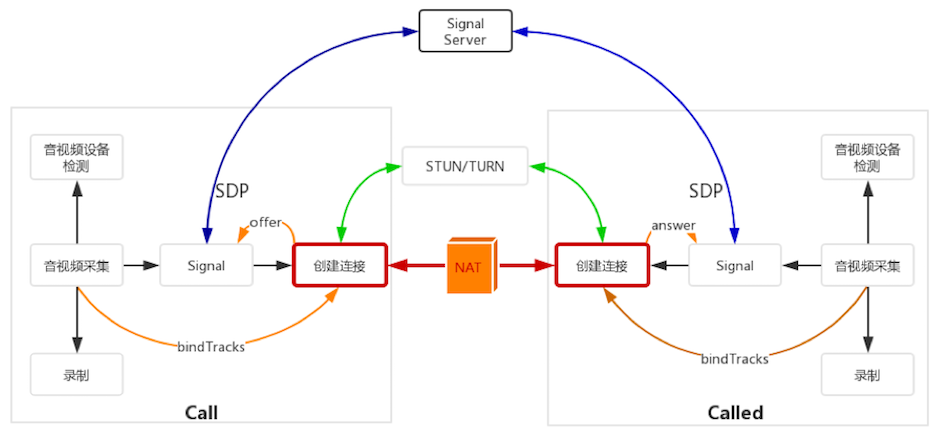 Signal
Server
音视频设备
检测
STUN/TURN
音视频设备
检测
SDP
SDP
offer
answer
音视频采集
Signal
创建连接
NAT
创建连接
Signal
音视频采集
bindTracks
bindTracks
录制
录制
Call
Called